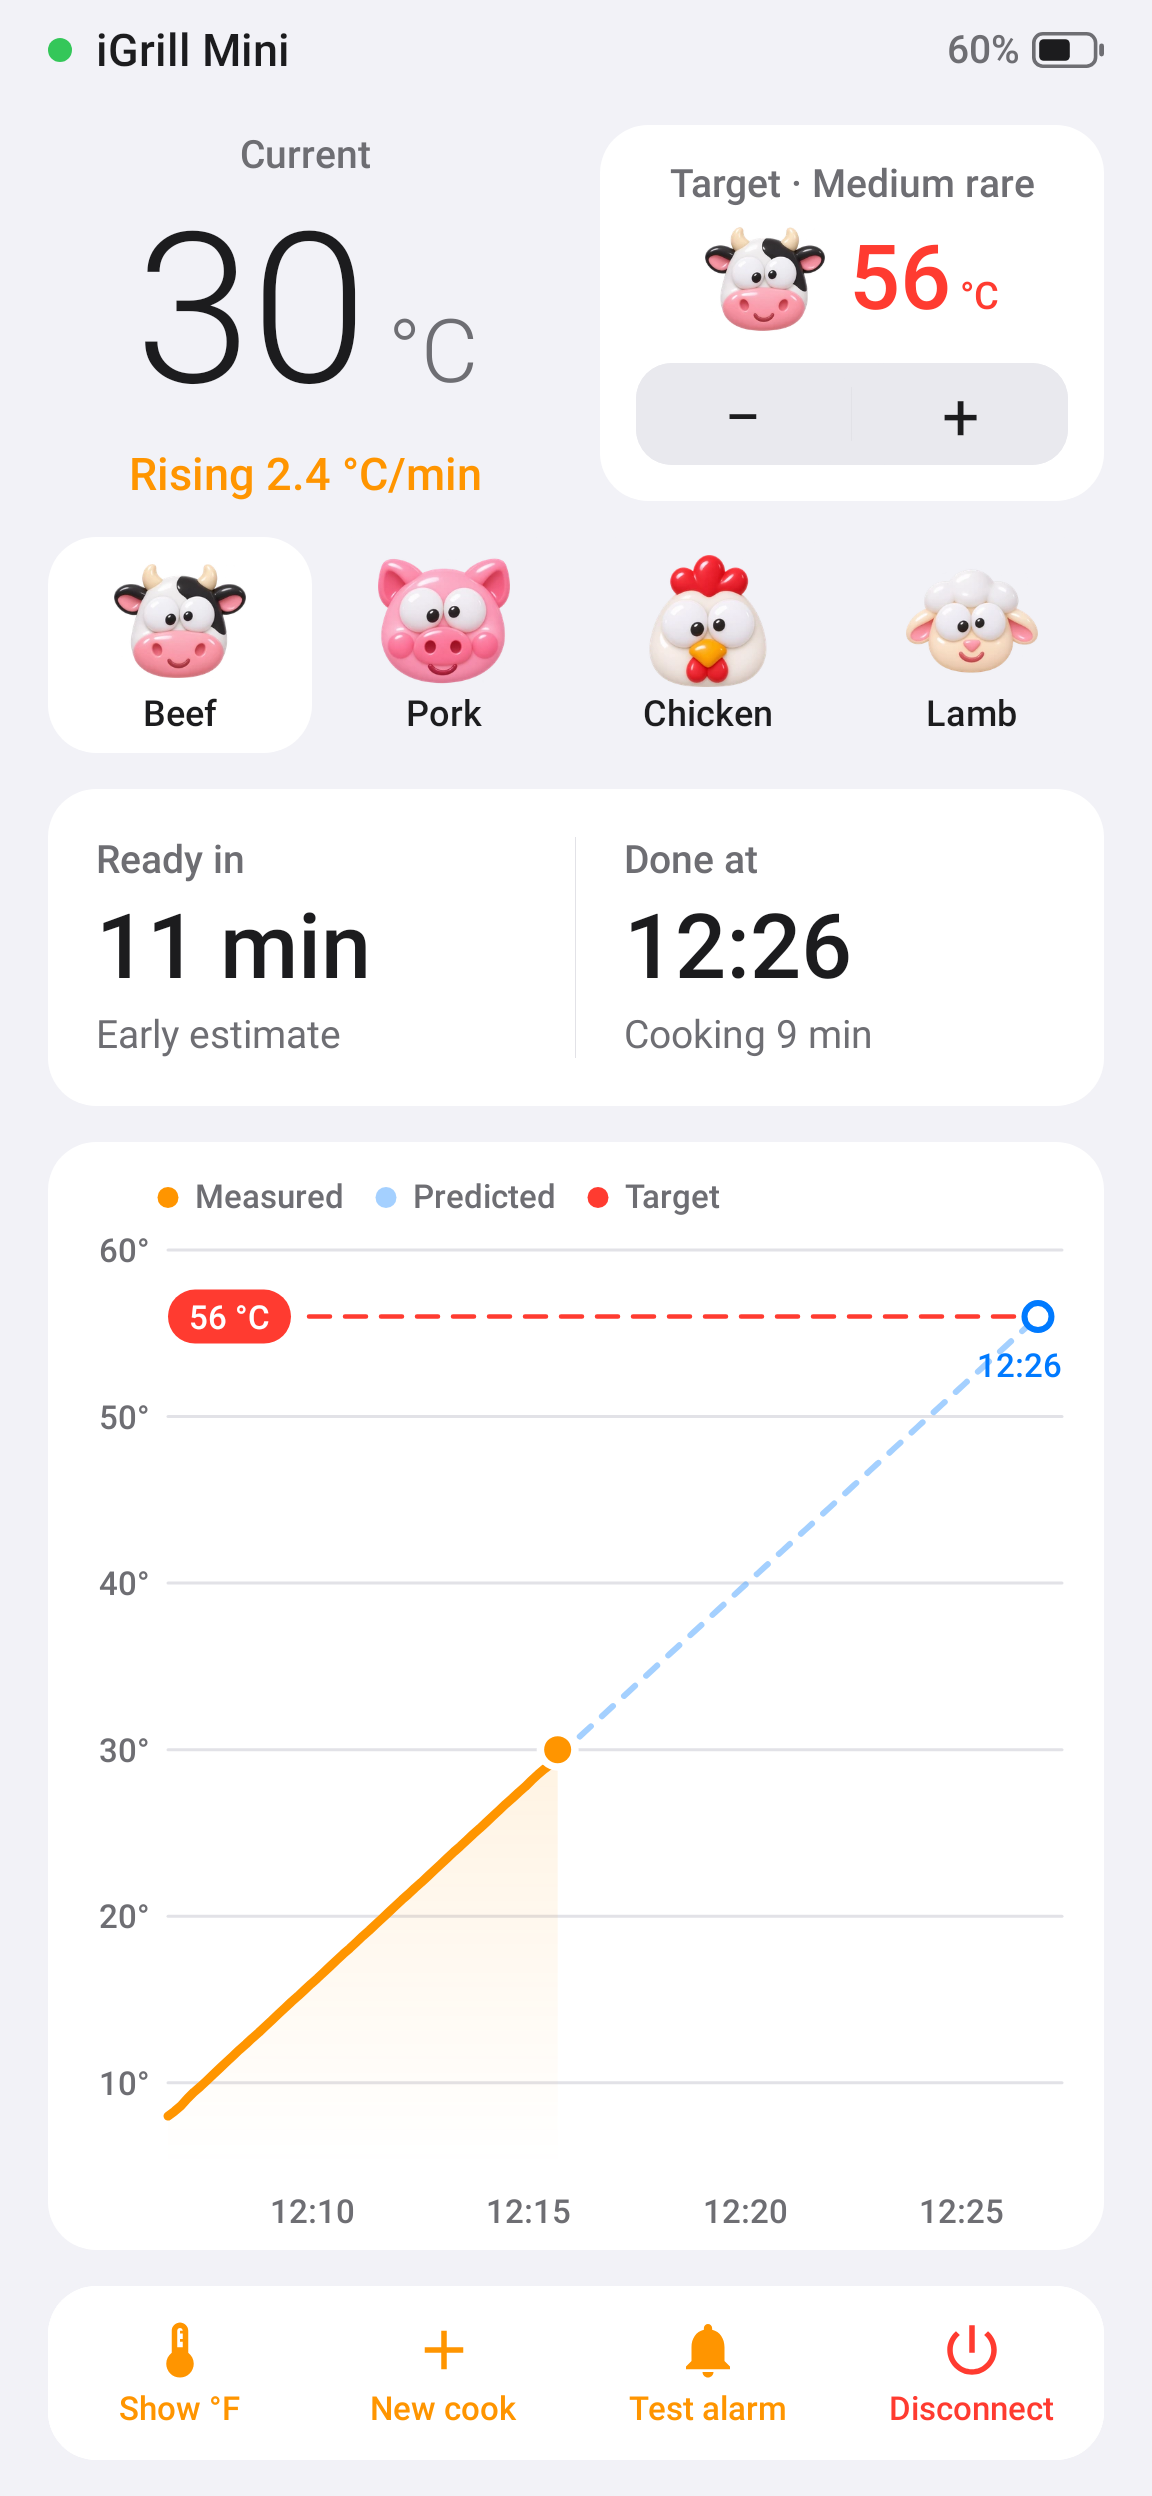 iGrill Mini
60%
Current
30 °C
Rising 2.4 °C/min
Target · Medium rare
56 °C
− +
Beef
Pork
Chicken
Lamb
Ready in
11 min
Early estimate
Done at
12:26
Cooking 9 min
Measured
Predicted
Target
60°
56 °C
12:26
50°
40°
30°
20°
10°
12:10
12:15
12:20
12:25
Show °F
New cook
Test alarm
Disconnect